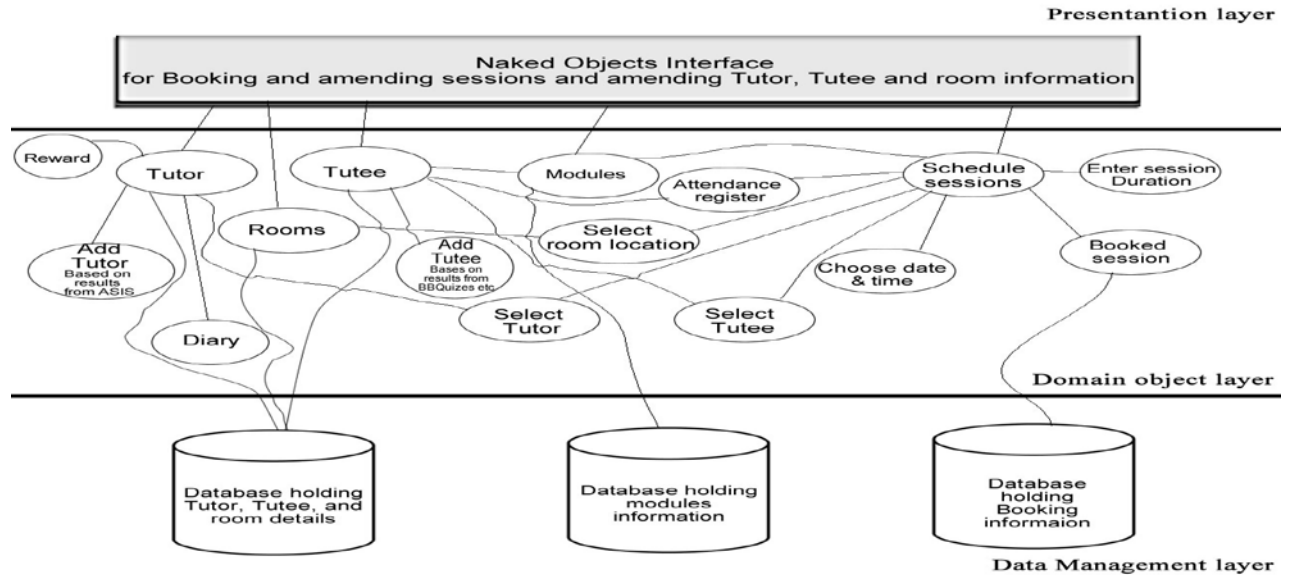 Presentantion layer
Naked Objects Interface
for Booking and amending sessions and amending Tutor, Tutee and room information
Reward
Tutor
Tutee
Modules
Attendance
register
Schedule
sessions
Enter session
Duration
Rooms
Select
room location
Booked
session
Add
Tutor
Based on
results
from ASIS
Add
Tutee
Bases on
results from
BBQuizes etc
Choose date
& time
Select
Tutor
Select
Tutee
Diary
Domain object layer
Database holding
Tutor, Tutee, and
room details
Database holding
modules
information
Database
holding
Booking
informaion
Data Management layer